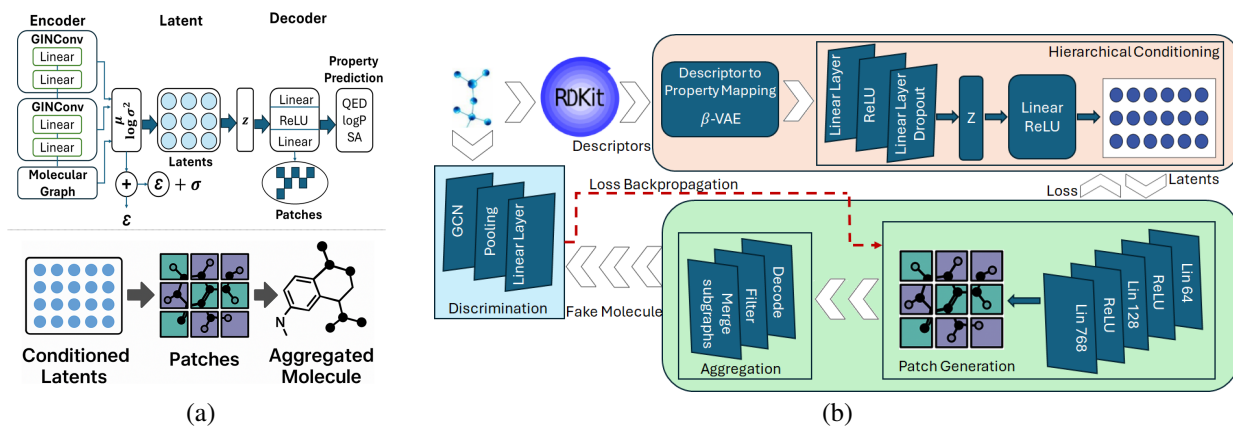 Encoder
Latent
Decoder
GINConv
Linear
Linear
GINConv
Linear
Linear
Molecular
Graph
μ
log σ²
+
ε
ε + σ
Latents
z
Linear
ReLU
Linear
Patches
Property
Prediction
QED
logP
SA
Conditioned
Latents
Patches
N
Aggregated
Molecule
(a)
RDKit
Descriptors
Descriptor to
Property Mapping
β-VAE
Hierarchical Conditioning
Linear Layer
ReLU
Linear Layer
Dropout
Z
Linear
ReLU
Loss
Latents
Loss Backpropagation
GCN
Pooling
Linear Layer
Discrimination
Fake Molecule
Decode
Filter
Merge
subgraphs
Aggregation
Patch Generation
Lin 64
ReLU
Lin 128
ReLU
Lin 768
(b)